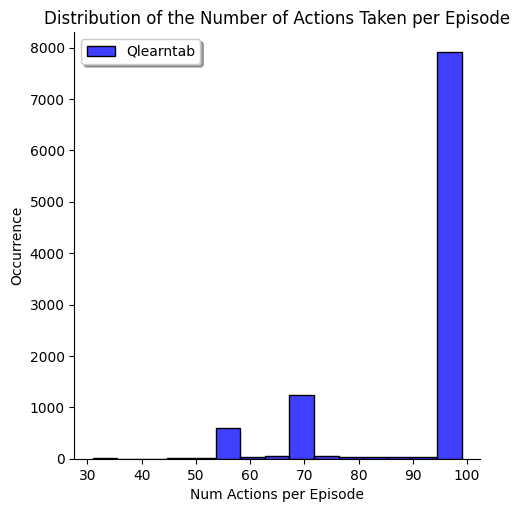 Distribution of the Number of Actions Taken per Episode
Qlearntab
8000
7000
6000
5000
4000
3000
2000
1000
0
Occurrence
30 40 50 60 70 80 90 100
Num Actions per Episode